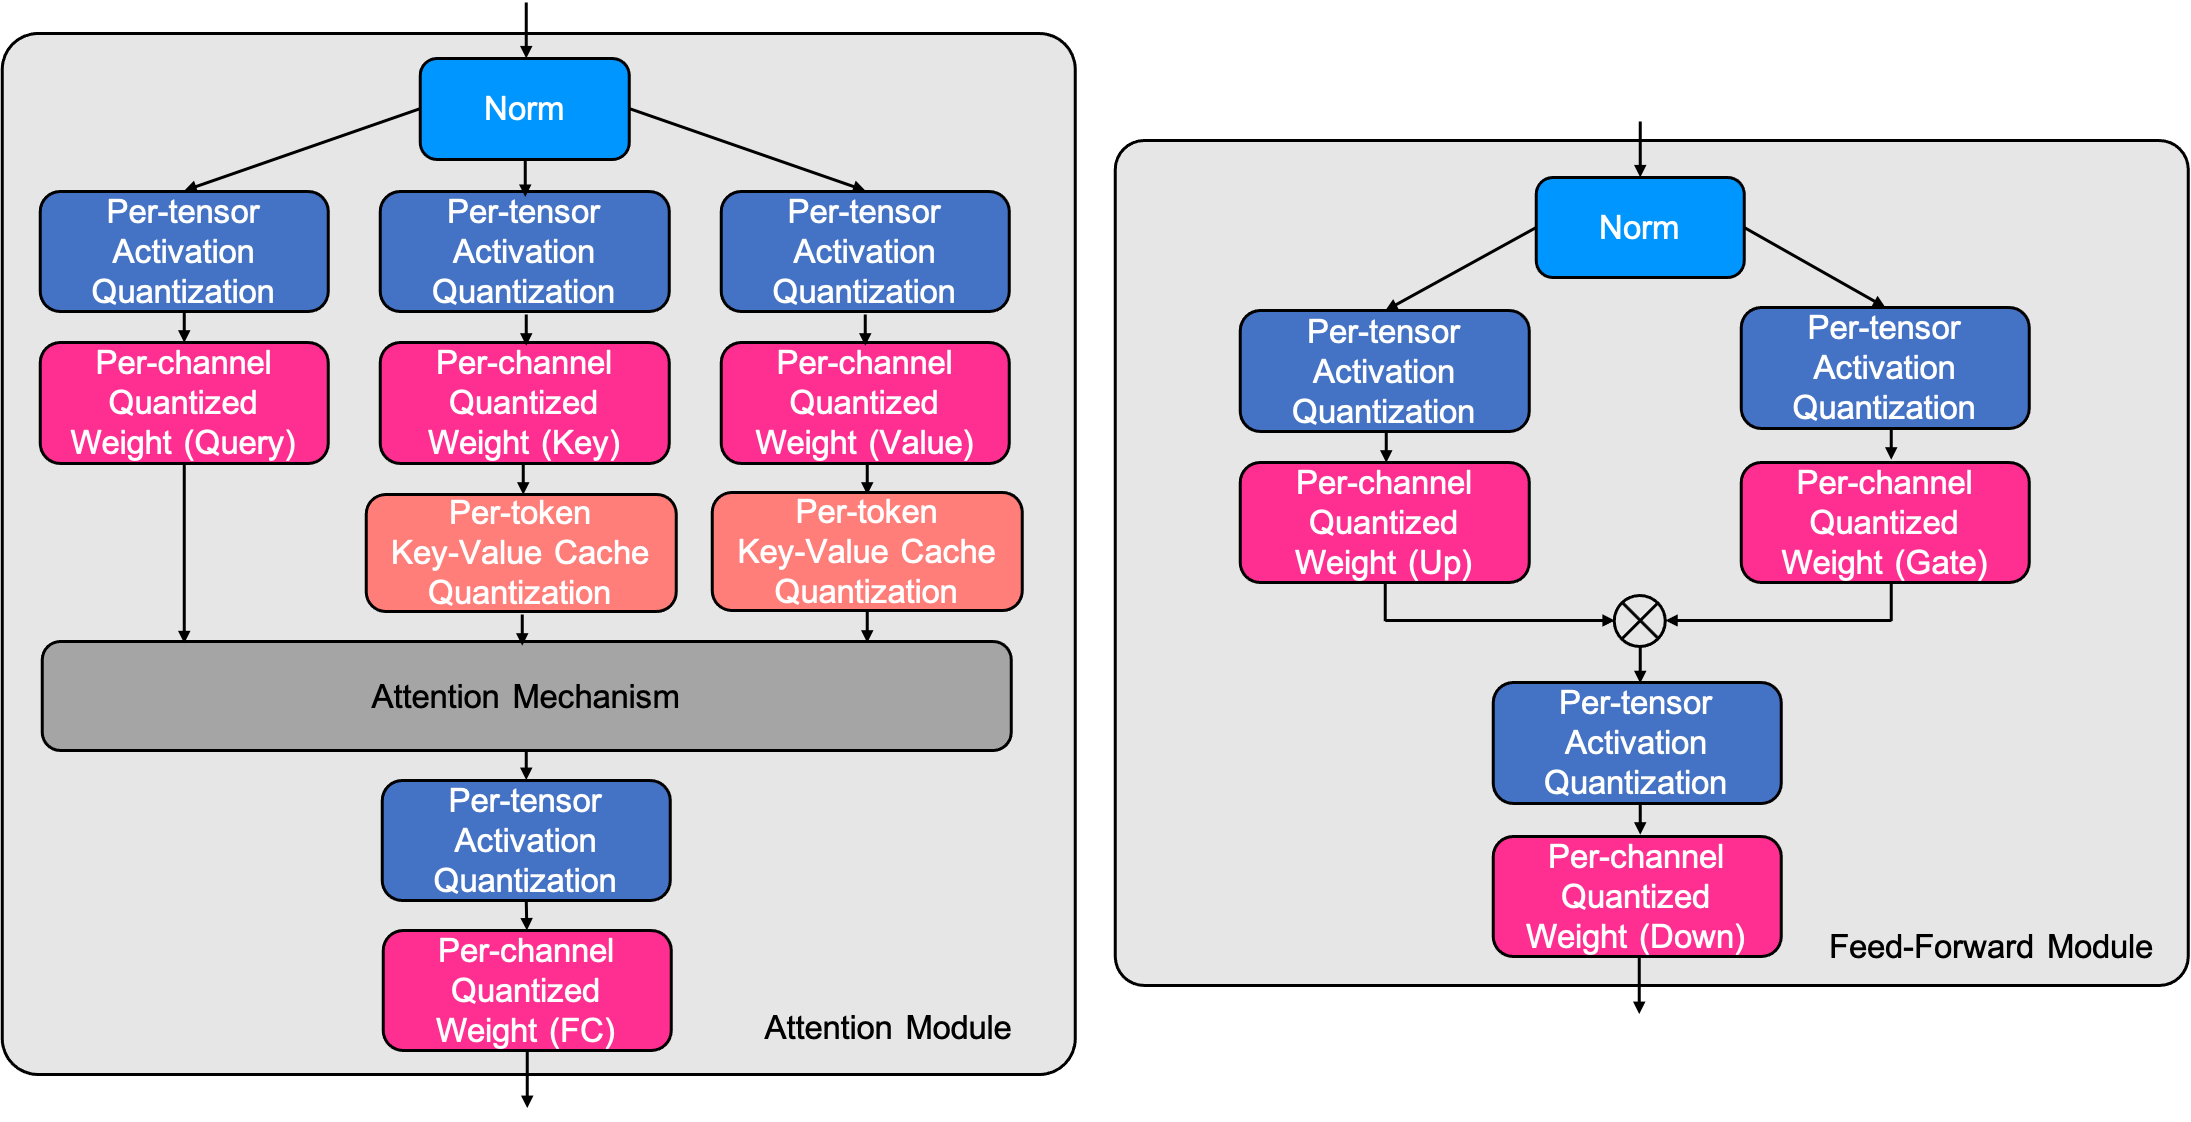 Norm
Per-tensor
Activation
Quantization
Per-tensor
Activation
Quantization
Per-tensor
Activation
Quantization
Per-channel
Quantized
Weight (Query)
Per-channel
Quantized
Weight (Key)
Per-channel
Quantized
Weight (Value)
Per-token
Key-Value Cache
Quantization
Per-token
Key-Value Cache
Quantization
Attention Mechanism
Per-tensor
Activation
Quantization
Per-channel
Quantized
Weight (FC)
Attention Module
Norm
Per-tensor
Activation
Quantization
Per-tensor
Activation
Quantization
Per-channel
Quantized
Weight (Up)
Per-channel
Quantized
Weight (Gate)
Per-tensor
Activation
Quantization
Per-channel
Quantized
Weight (Down)
Feed-Forward Module